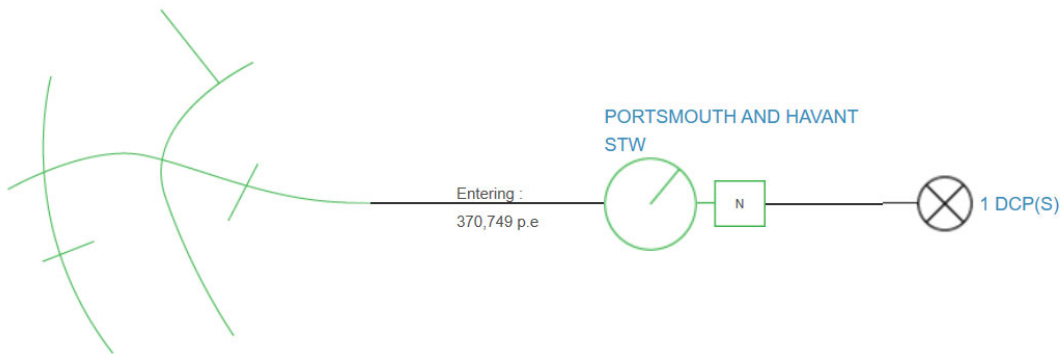 PORTSMOUTH AND HAVANT
STW
Entering :
370,749 p.e
N
1 DCP(S)